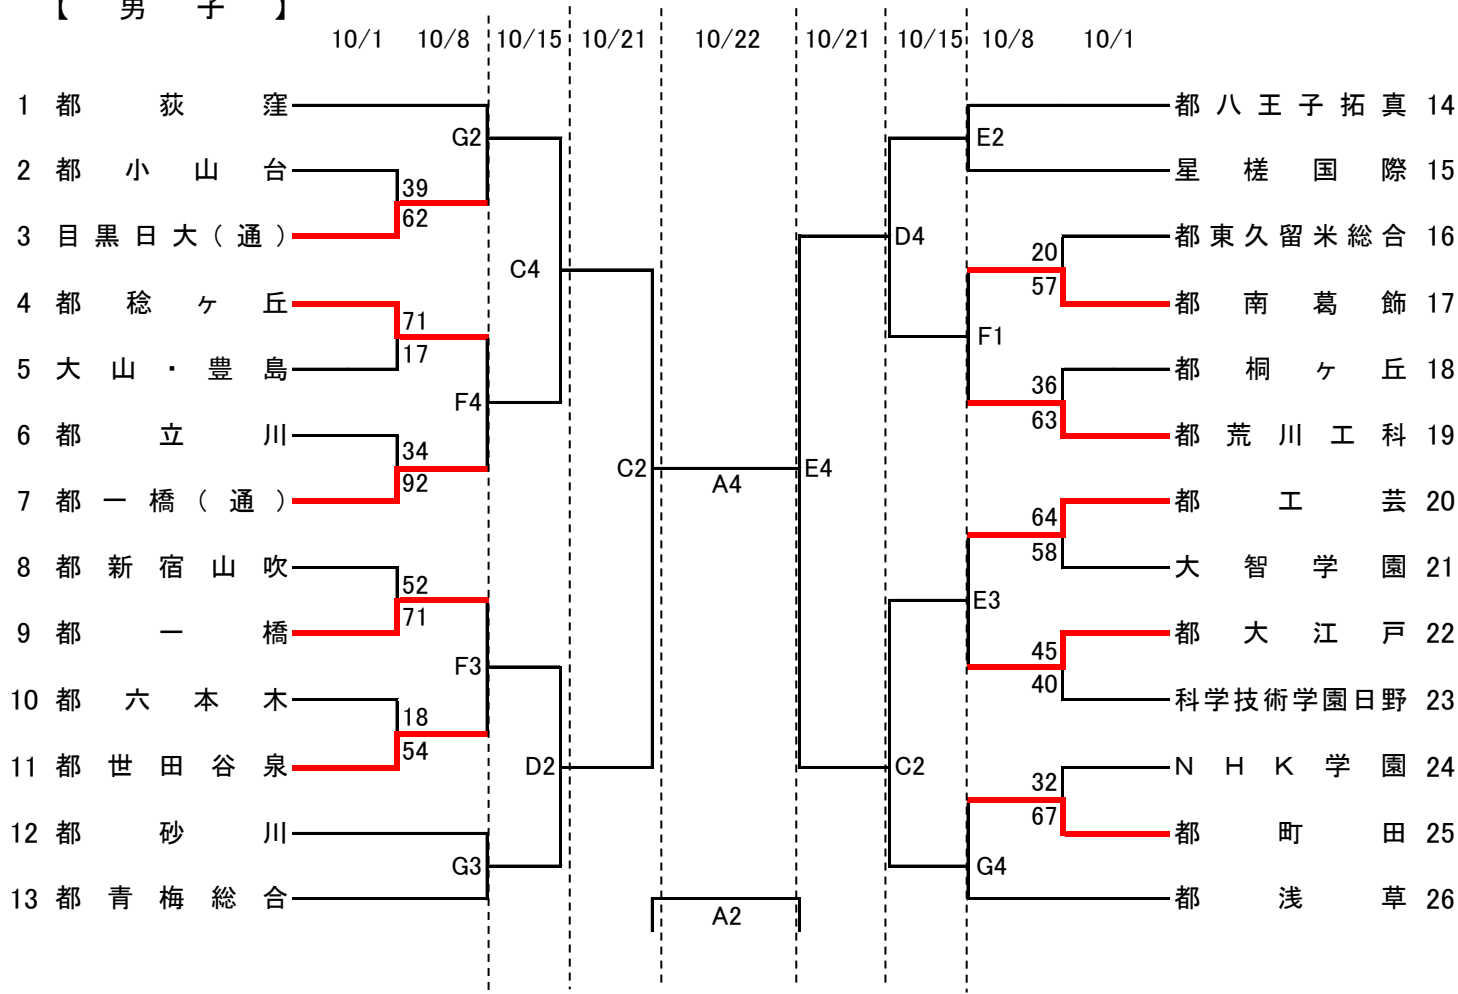 【 男 子 】
10/1 10/8 10/15 10/21 10/22 10/21 10/15 10/8 10/1
1 都荻窪 都八王子拓真 14
G2 E2
2 都小山台 星槎国際 15
39
62
3 目黒日大(通) D4 都東久留米総合 16
20
C4
57
4 都稔ヶ丘 都南葛飾 17
71
F1
17
5 大山・豊島 都桐ヶ丘 18
36
F4
63
6 都立川 都荒川工科 19
34
C2 E4
92 A4
7 都一橋(通) 都工芸 20
64
58
8 都新宿山吹 大智学園 21
52 E3
71
9 都一橋 都大江戸 22
45
F3
40
10 都六本木 科学技術学園日野 23
18
54
11 都世田谷泉 D2 C2 NHK学園 24
32
67
12 都砂川 都町田 25
G3 G4
13 都青梅総合 都浅草 26
A2